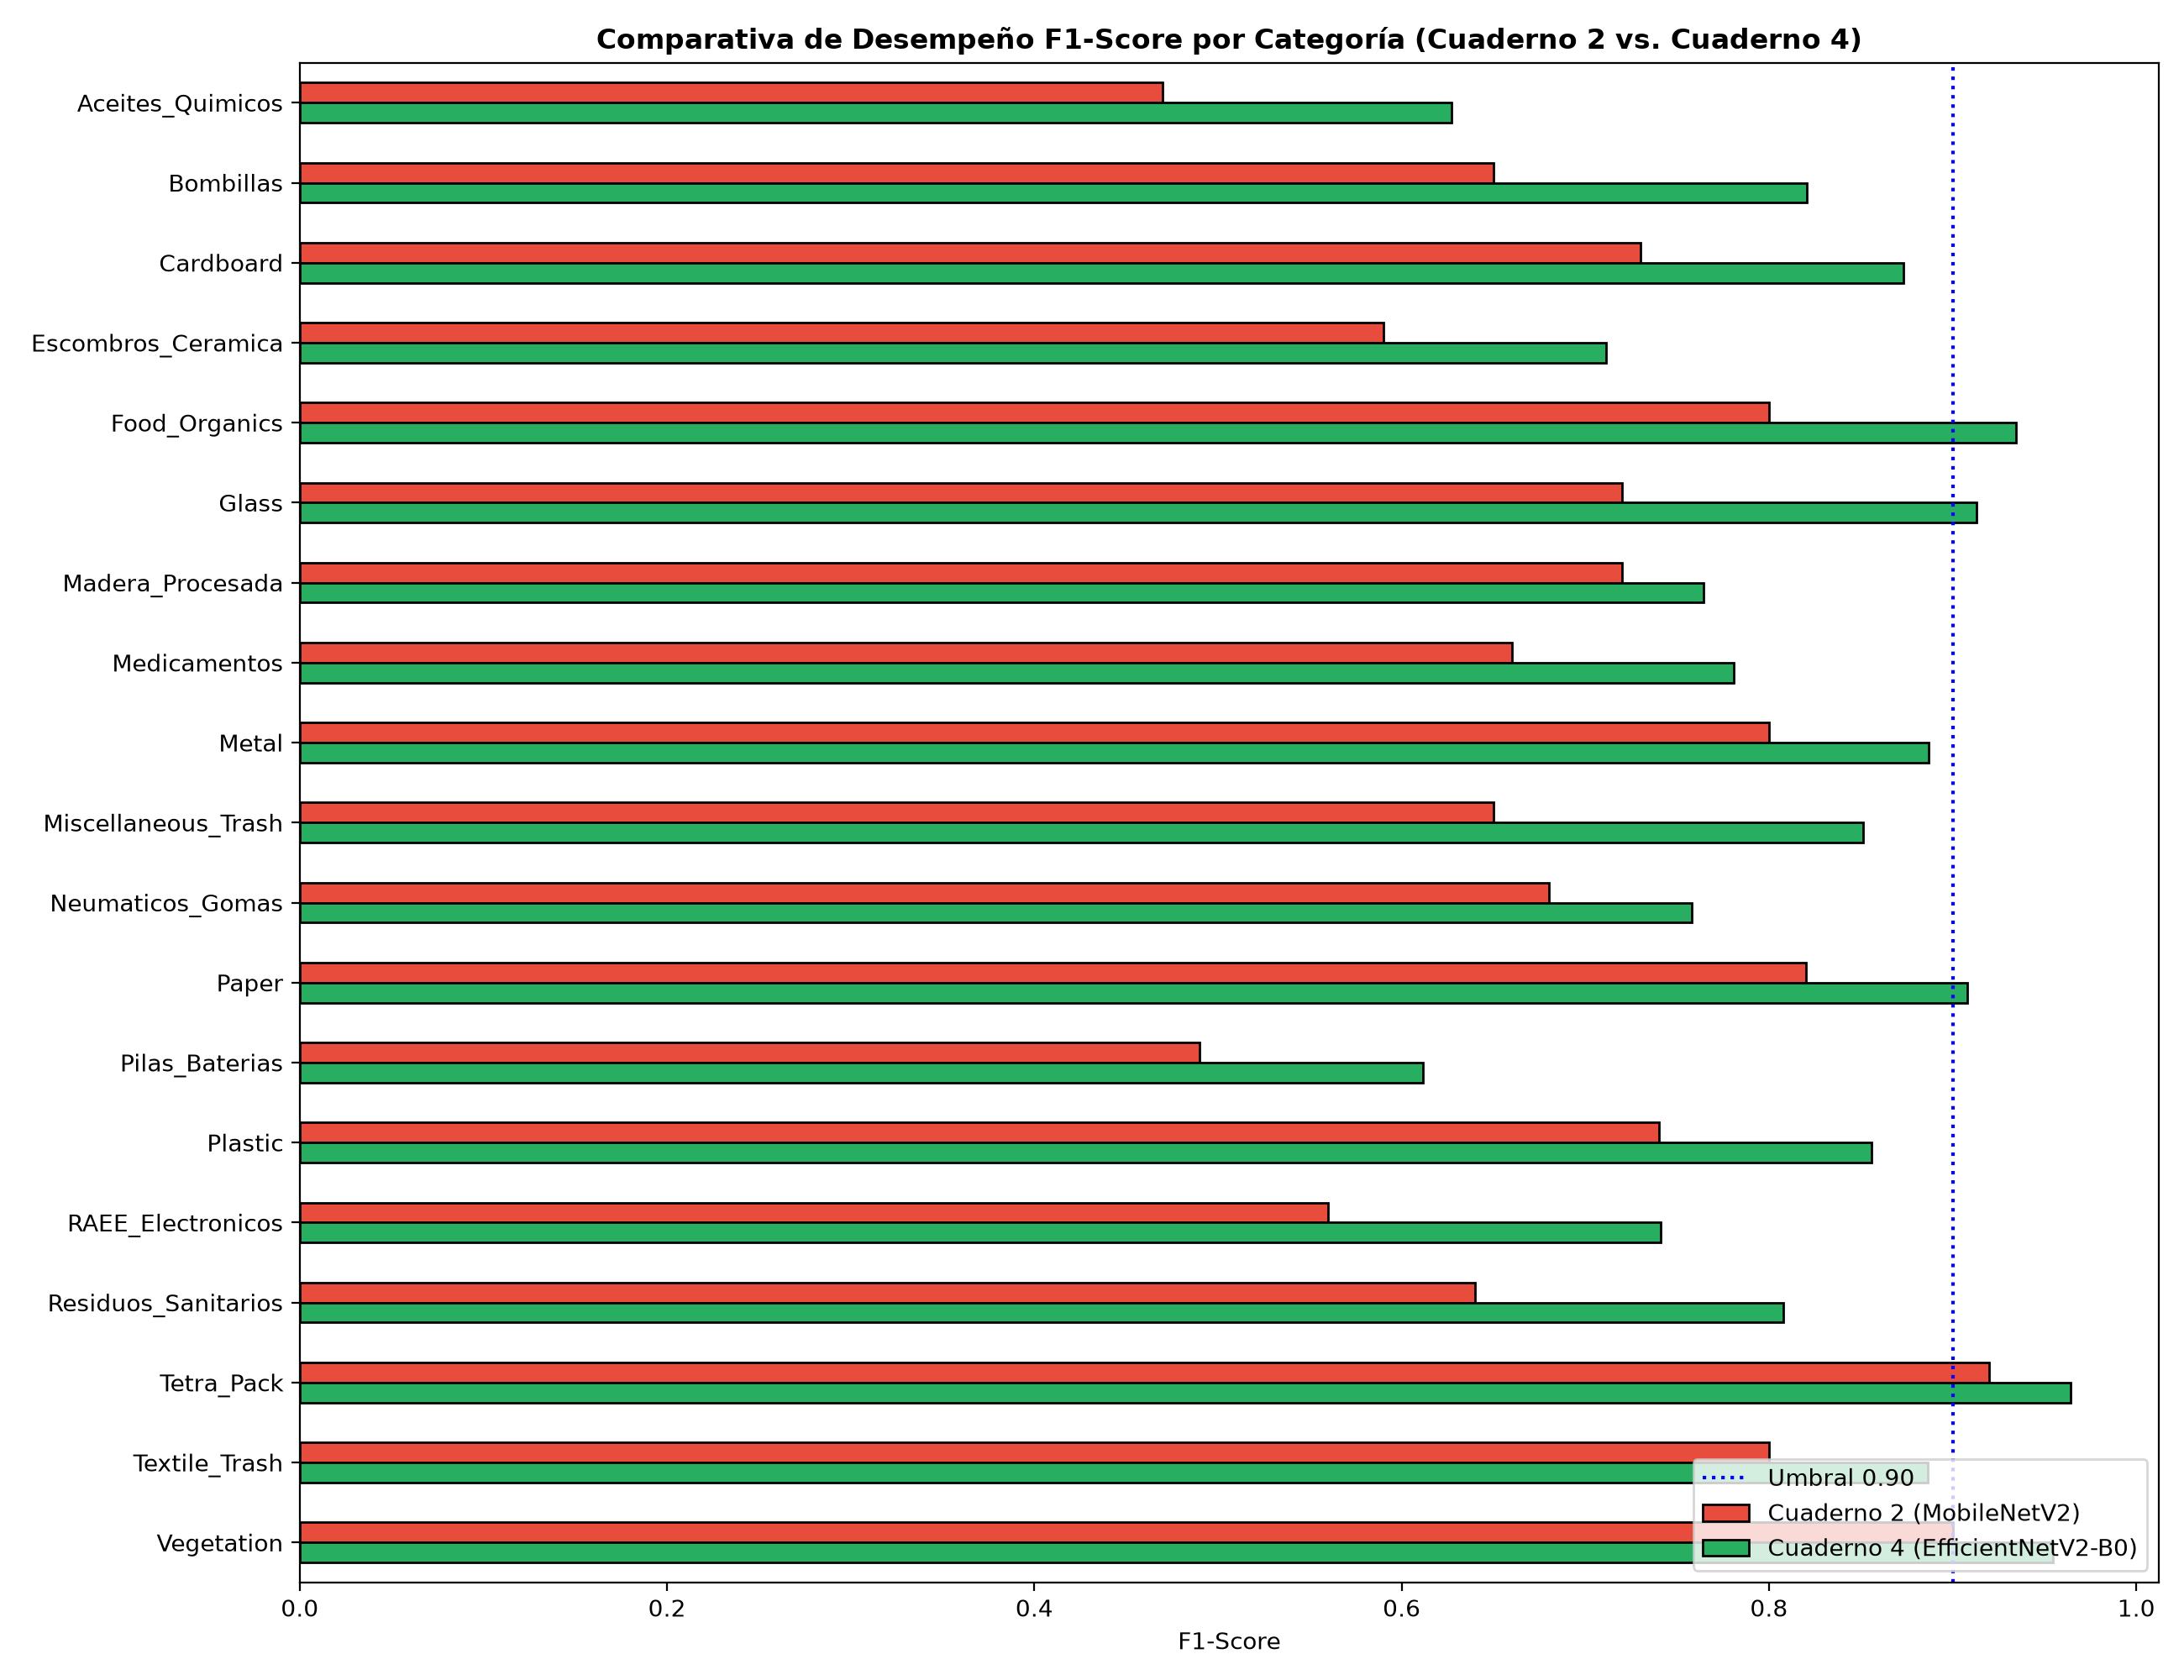 Comparativa de Desempeño F1-Score por Categoría (Cuaderno 2 vs. Cuaderno 4)
Aceites_Quimicos
Bombillas
Cardboard
Escombros_Ceramica
Food_Organics
Glass
Madera_Procesada
Medicamentos
Metal
Miscellaneous_Trash
Neumaticos_Gomas
Paper
Pilas_Baterias
Plastic
RAEE_Electronicos
Residuos_Sanitarios
Tetra_Pack
Textile_Trash
Vegetation
Umbral 0.90
Cuaderno 2 (MobileNetV2)
Cuaderno 4 (EfficientNetV2-B0)
0.0 0.2 0.4 0.6 0.8 1.0
F1-Score